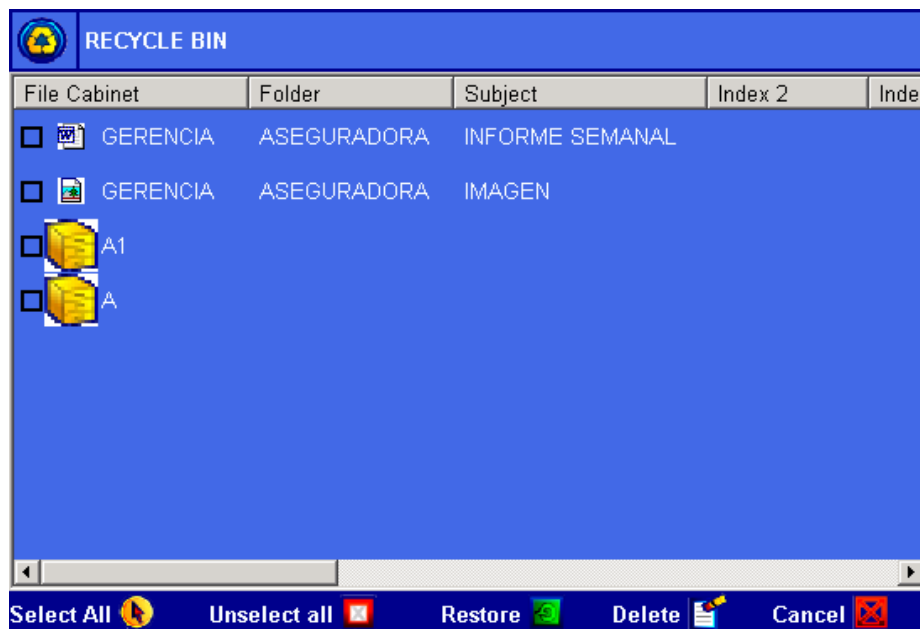 RECYCLE BIN
File Cabinet Folder Subject Index 2 Inde
GERENCIA ASEGURADORA INFORME SEMANAL
GERENCIA ASEGURADORA IMAGEN
A1
A
Select All Unselect all Restore Delete Cancel